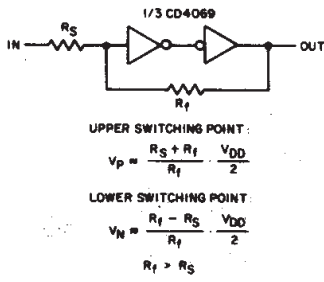 1/3 CD4069
IN
RS
OUT
Rf
UPPER SWITCHING POINT:
VP ≈ RS + Rf / Rf · VDD / 2
LOWER SWITCHING POINT:
VN ≈ Rf - RS / Rf · VDD / 2
Rf > RS